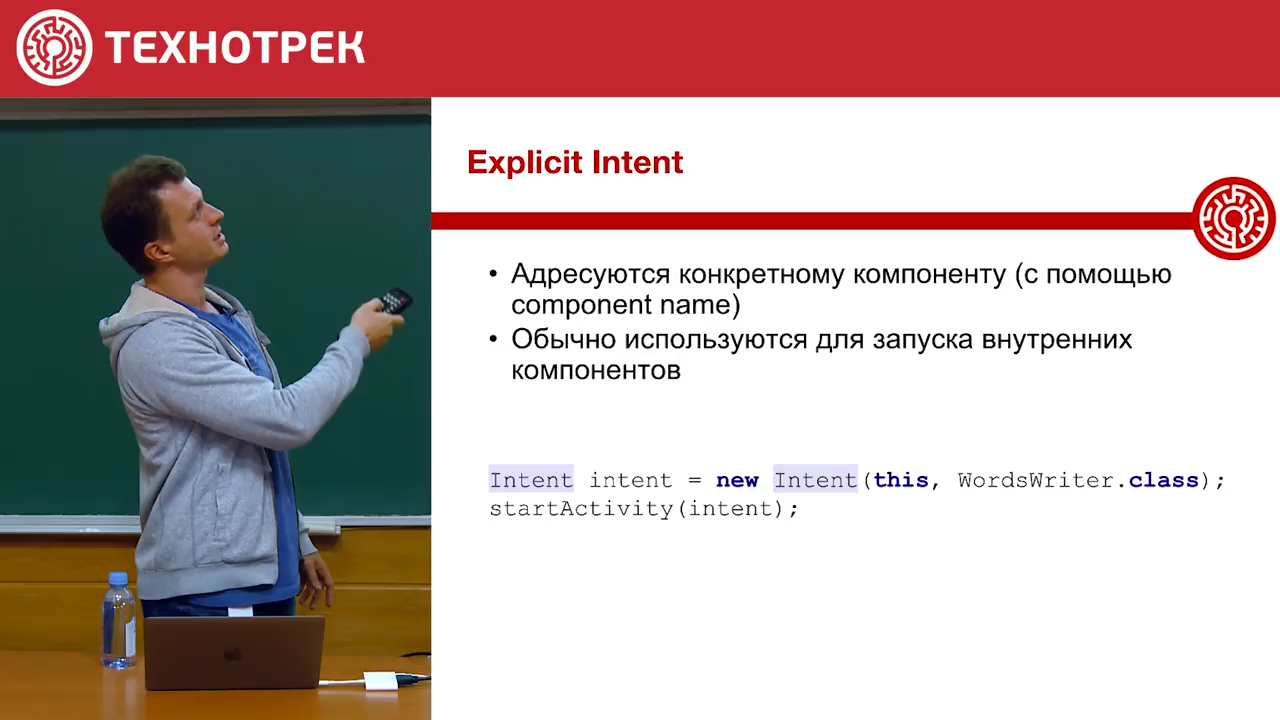 ТЕХНОТРЕК
Explicit Intent
• Адресуются конкретному компоненту (с помощью
component name)
• Обычно используются для запуска внутренних
компонентов
Intent intent = new Intent(this, WordsWriter.class);
startActivity(intent);